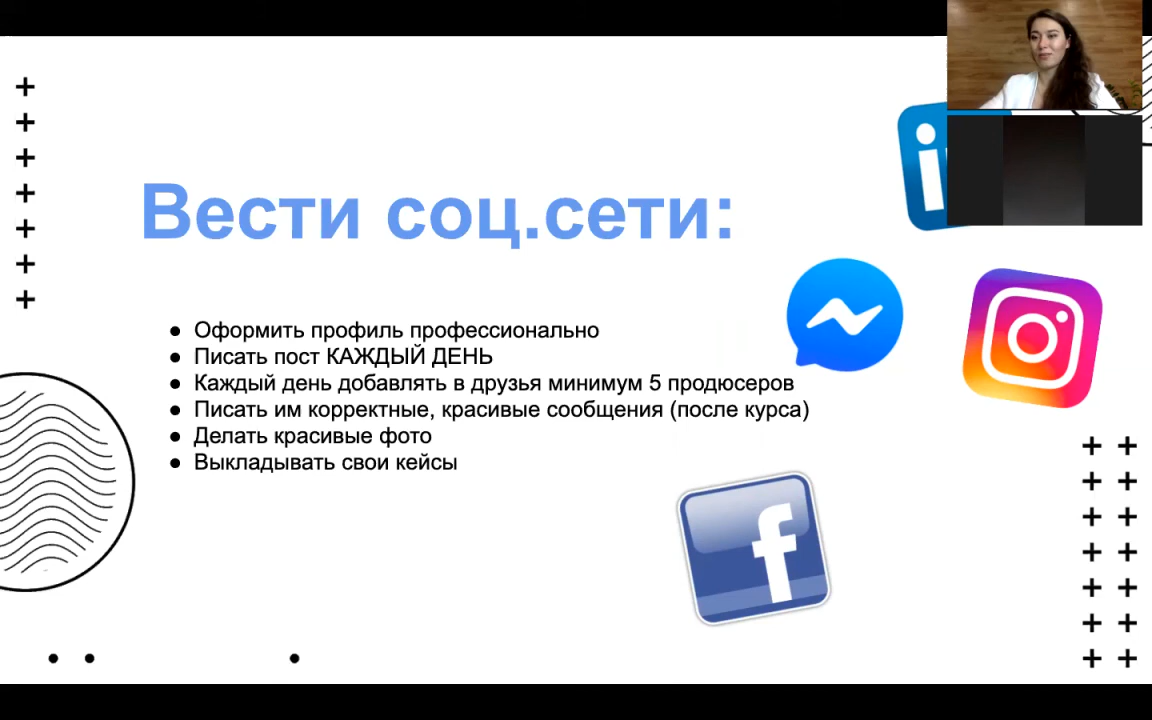 Вести соц.сети:
● Оформить профиль профессионально
● Писать пост КАЖДЫЙ ДЕНЬ
● Каждый день добавлять в друзья минимум 5 продюсеров
● Писать им корректные, красивые сообщения (после курса)
● Делать красивые фото
● Выкладывать свои кейсы